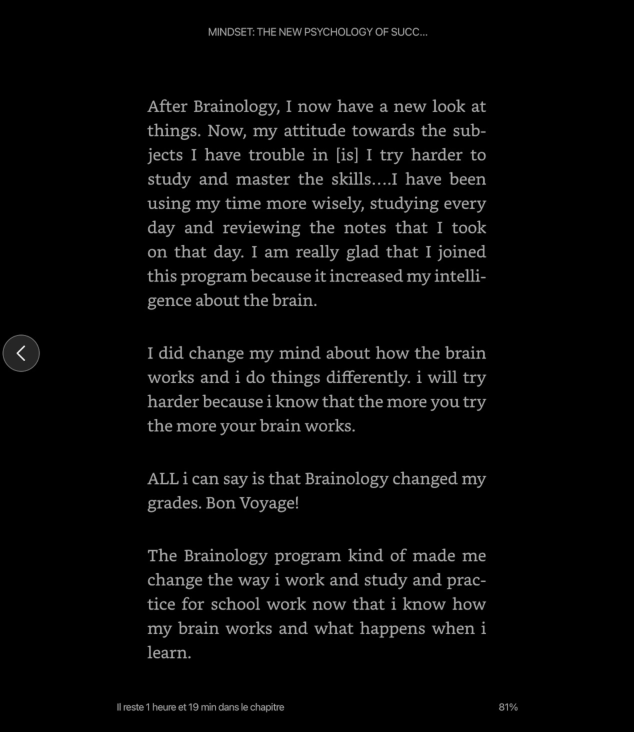 MINDSET: THE NEW PSYCHOLOGY OF SUCC...
After Brainology, I now have a new look at
things. Now, my attitude towards the sub-
jects I have trouble in [is] I try harder to
study and master the skills....I have been
using my time more wisely, studying every
day and reviewing the notes that I took
on that day. I am really glad that I joined
this program because it increased my intelli-
gence about the brain.
I did change my mind about how the brain
works and i do things differently. i will try
harder because i know that the more you try
the more your brain works.
ALL i can say is that Brainology changed my
grades. Bon Voyage!
The Brainology program kind of made me
change the way i work and study and prac-
tice for school work now that i know how
my brain works and what happens when i
learn.
Il reste 1 heure et 19 min dans le chapitre
81%